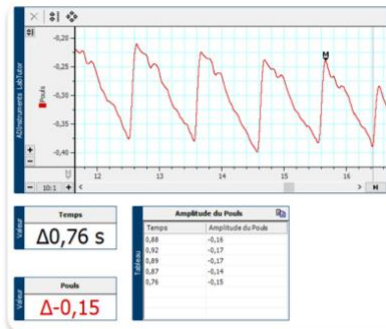 -0,20
-0,25
-0,30
-0,35
-0,40
M
Pouls
ADInstruments LabTutor
12 13 14 15 16
10:1
Valeur
Temps
Δ0,76 s
Valeur
Pouls
Δ-0,15
Tableau
Amplitude du Pouls
Temps Amplitude du Pouls
0,88 -0,16
0,92 -0,17
0,89 -0,17
0,87 -0,14
0,76 -0,15